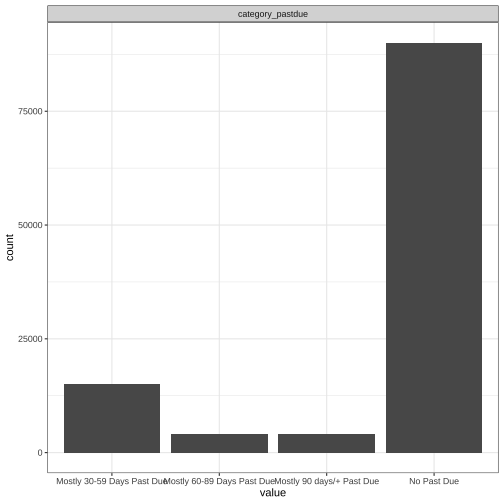 category_pastdue
75000
50000
25000
0
count
Mostly 30-59 Days Past Due
Mostly 60-89 Days Past Due
Mostly 90 days/+ Past Due
No Past Due
value